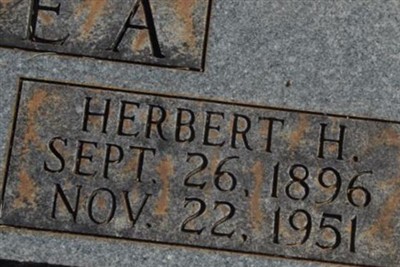 E A
HERBERT H.
SEPT. 26, 1896
NOV. 22, 1951